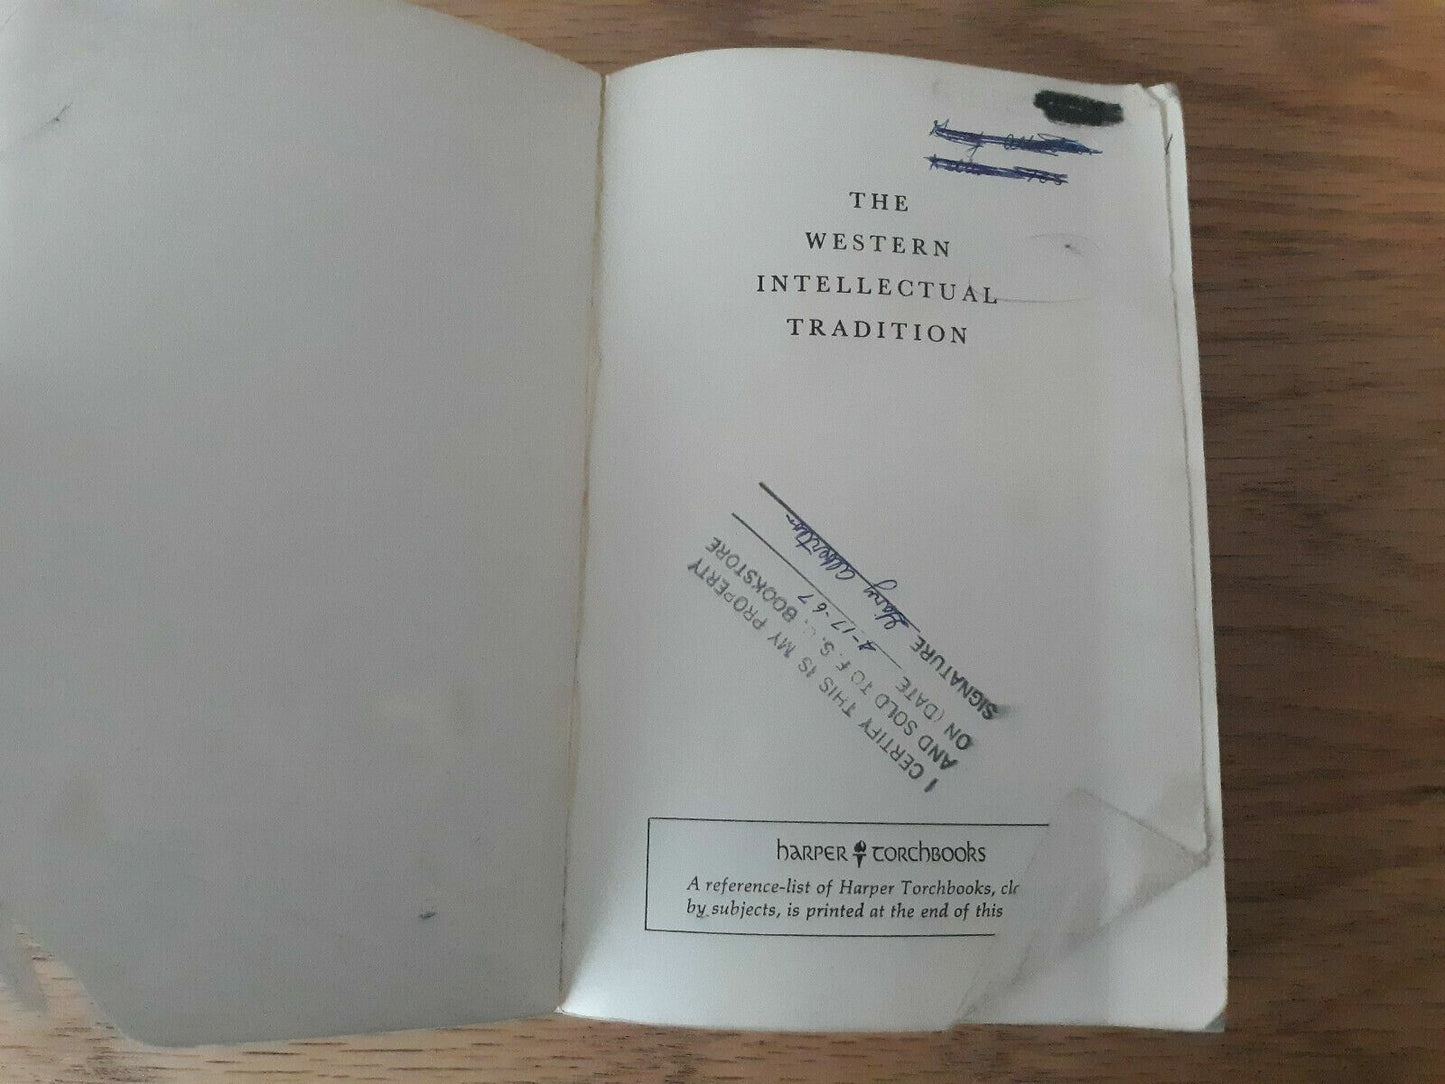 THE
WESTERN
INTELLECTUAL
TRADITION
I CERTIFY THIS IS MY PROPERTY
AND SOLD TO F. S. U. BOOKSTORE
ON (DATE 4-17-67
SIGNATURE Gary
HARPER TORCHBOOKS
A reference-list of Harper Torchbooks, cl
by subjects, is printed at the end of this